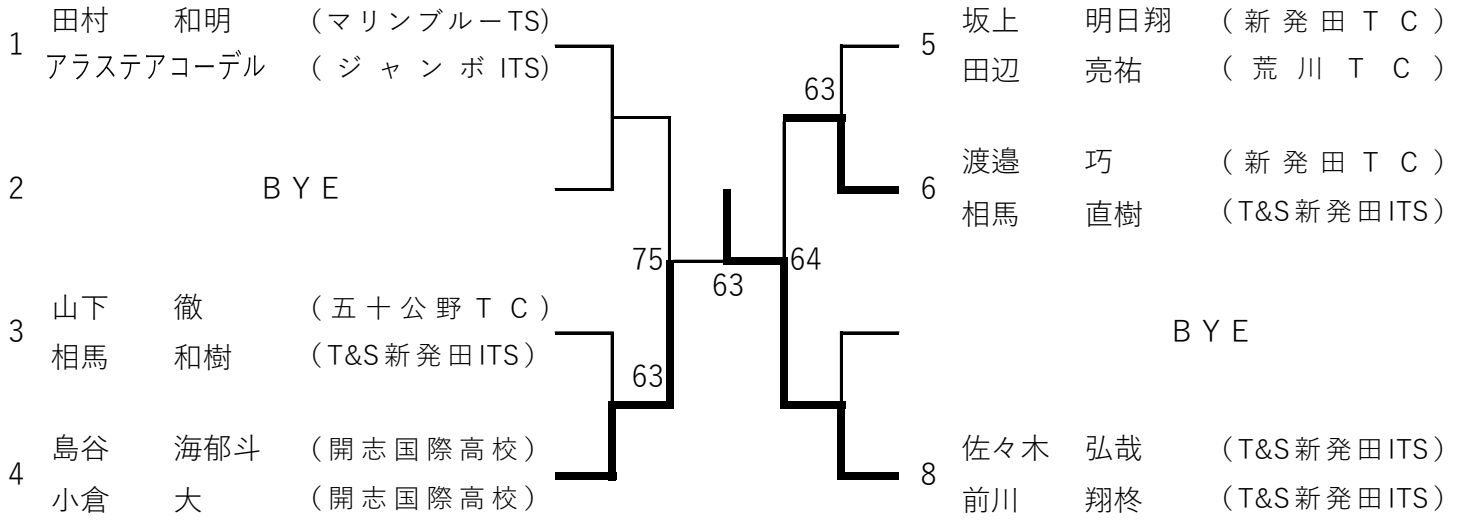 1
田村 和明 (マリンブルーTS)
アラステアコーデル (ジャンボITS)
2
BYE
3
山下 徹 (五十公野TC)
相馬 和樹 (T&S新発田ITS)
4
島谷 海郁斗 (開志国際高校)
小倉 大 (開志国際高校)
75
63
63
63
64
5
坂上 明日翔 (新発田TC)
田辺 亮祐 (荒川TC)
6
渡邉 巧 (新発田TC)
相馬 直樹 (T&S新発田ITS)
BYE
8
佐々木 弘哉 (T&S新発田ITS)
前川 翔柊 (T&S新発田ITS)